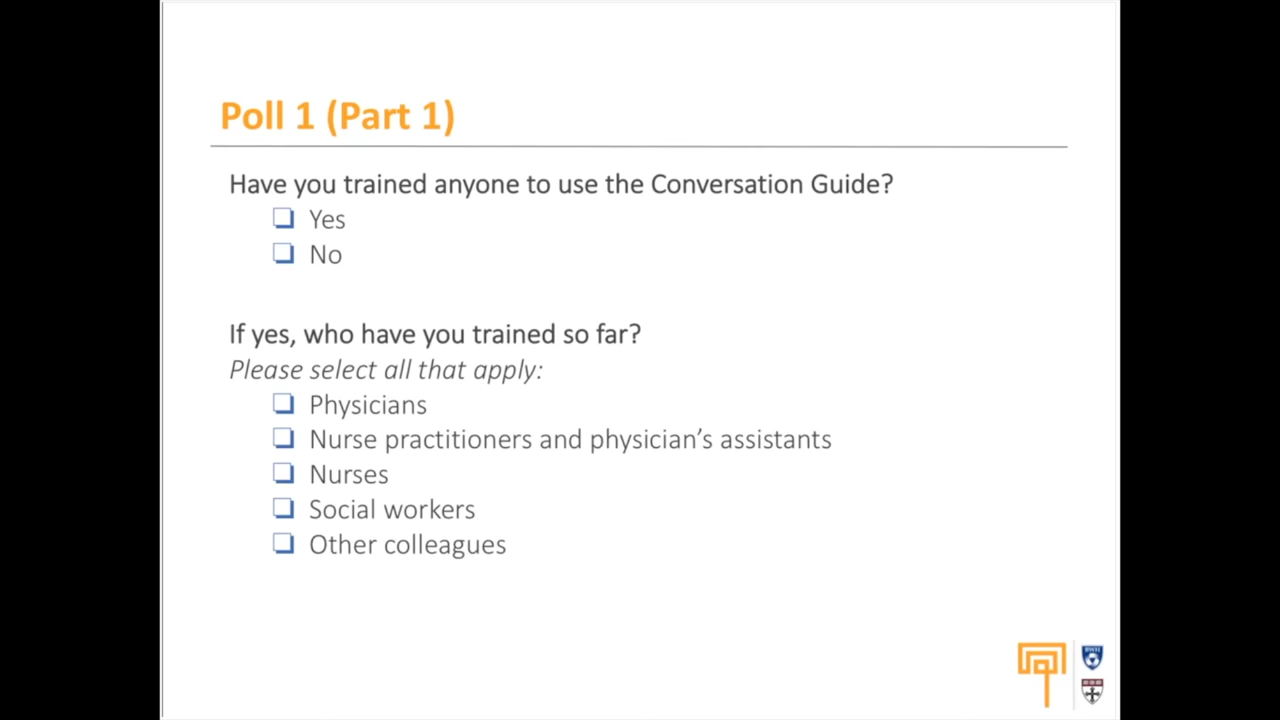 Poll 1 (Part 1)
Have you trained anyone to use the Conversation Guide?
Yes
No
If yes, who have you trained so far?
Please select all that apply:
Physicians
Nurse practitioners and physician’s assistants
Nurses
Social workers
Other colleagues
BWH